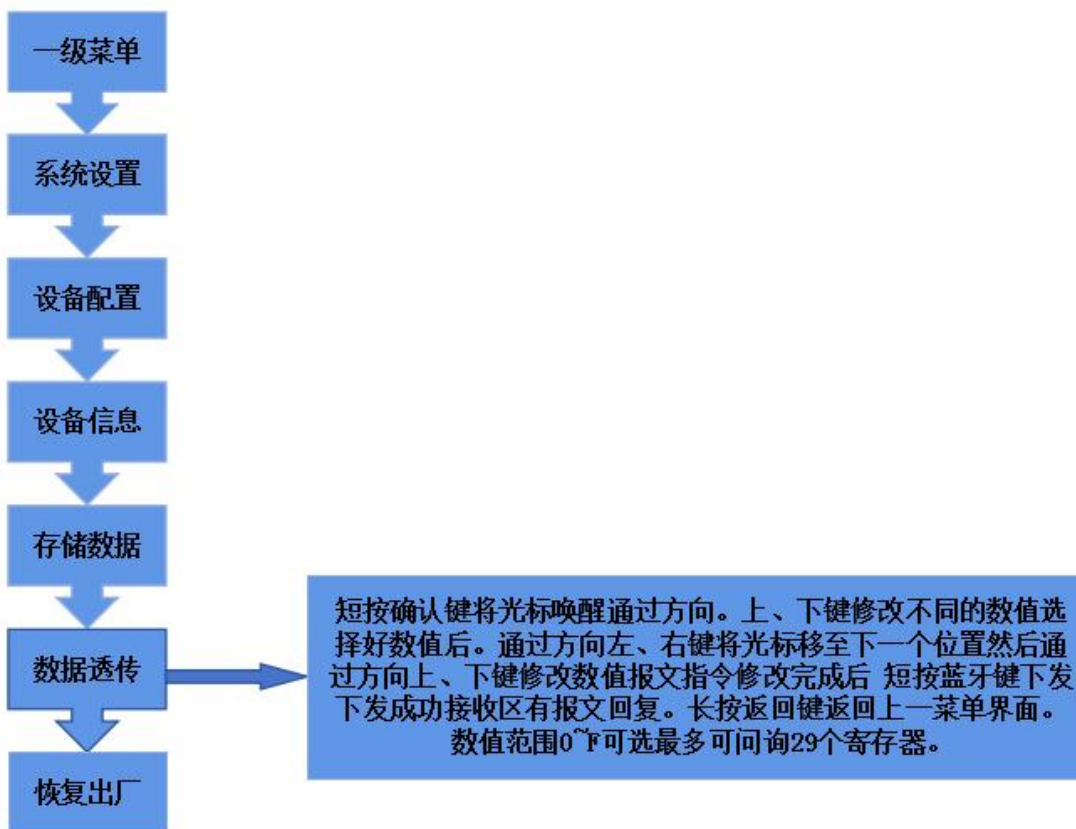 一级菜单
系统设置
设备配置
设备信息
存储数据
数据透传
短按确认键将光标唤醒通过方向。上、下键修改不同的数值选
择好数值后。通过方向左、右键将光标移至下一个位置然后通
过方向上、下键修改数值报文指令修改完成后 短按蓝牙键下发
下发成功接收区有报文回复。长按返回键返回上一菜单界面。
数值范围0~F可选最多可问询29个寄存器。
恢复出厂